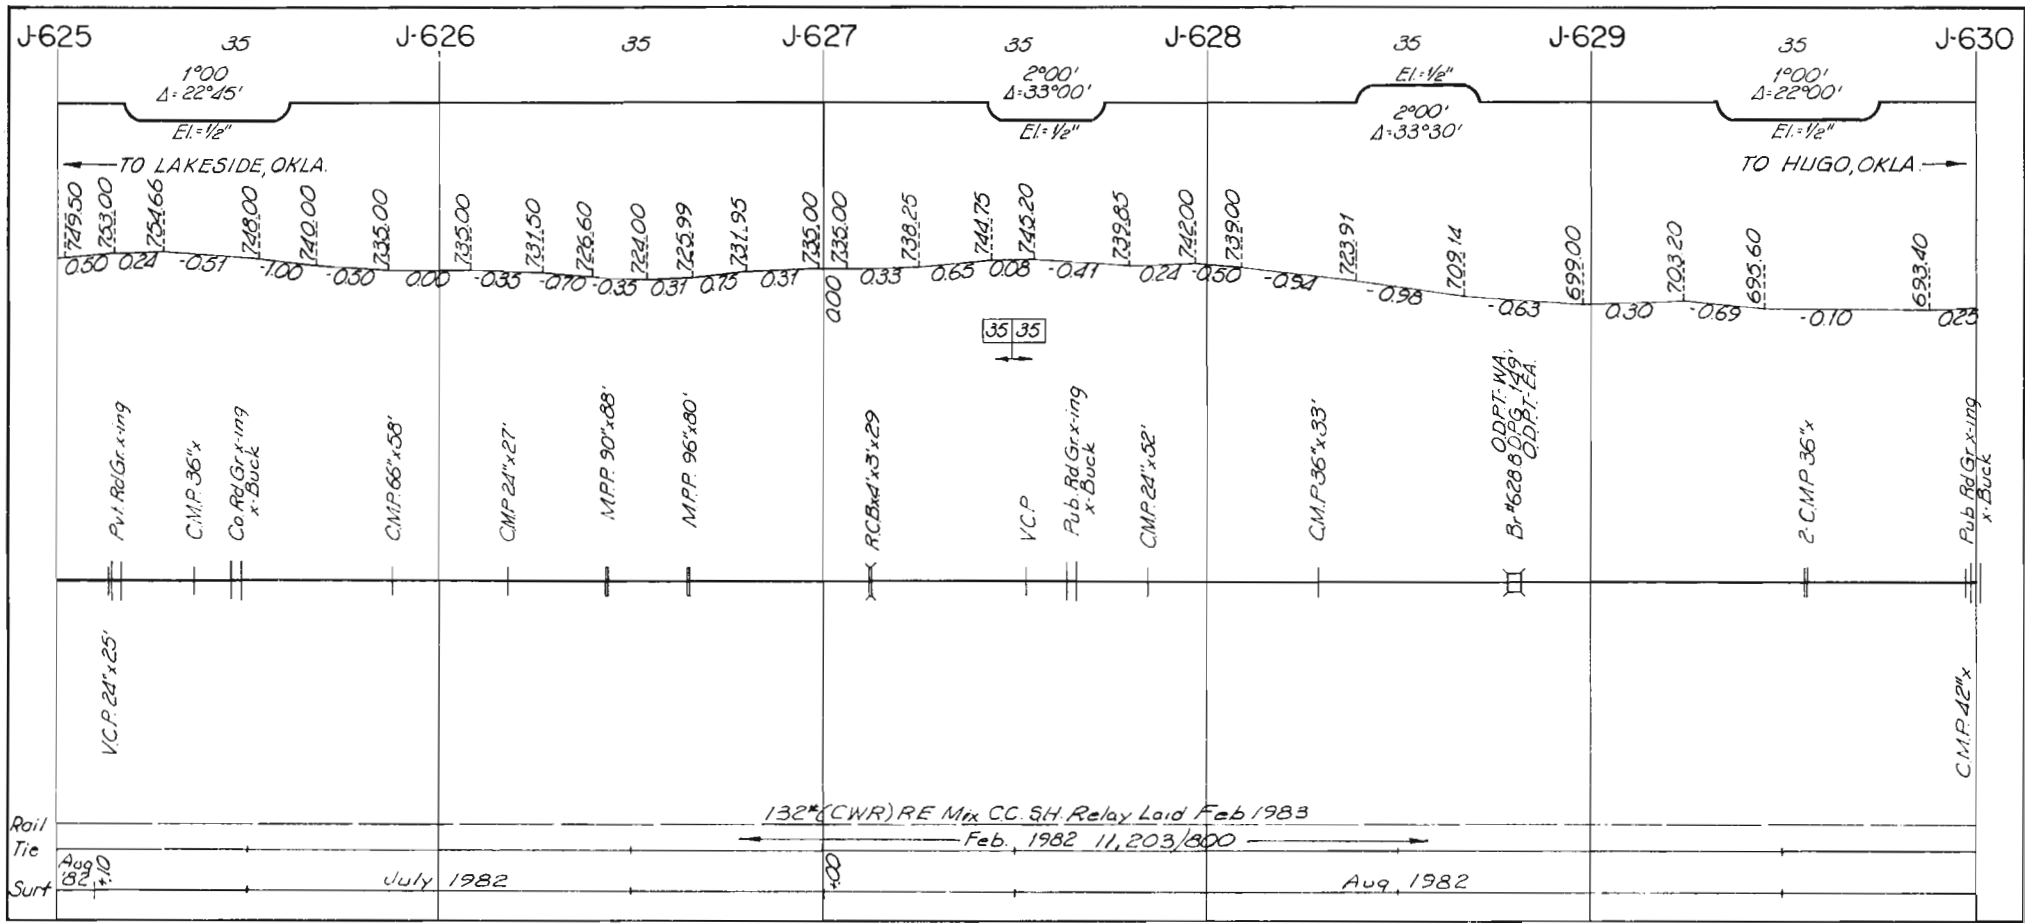 J-625 35 J-626 35 J-627 35 J-628 35 J-629 35 J-630
1°00
Δ=22°45'
El.=1/2"
2°00'
Δ=33°00'
El.=1/2"
El.=1/2"
2°00'
Δ=33°30'
1°00'
Δ=22°00'
El.=1/2"
TO LAKESIDE, OKLA.
TO HUGO, OKLA.
749.50 753.00 754.66 748.00 740.00 735.00 735.00 731.50 726.60 724.00 725.99 731.95 735.00 735.00 738.25 744.75 745.20 739.85 742.00 739.00 723.91 709.14 699.00 703.20 695.60 693.40
0.50 0.24 -0.51 -1.00 -0.50 0.00 -0.35 -0.70 -0.35 0.31 0.75 0.31 0.00 0.33 0.65 0.08 -0.41 0.24 -0.50 -0.94 -0.98 -0.63 0.30 -0.69 -0.10 0.25
35 35
Pvt. Rd Gr. x-ing
C.M.P. 36"x
Co Rd Gr x-ing
x-Buck
C.M.P. 66"x58'
C.M.P. 24"x27'
M.P.P. 90"x88'
M.P.P. 96"x80'
R.C.B. 4'x3'x29
V.C.P.
Pub. Rd Gr. x-ing
x-Buck
C.M.P. 24"x52'
C.M.P. 36"x33'
O.D.P.T.-W.A.
Br #628.8 D.P.G. 149'
O.D.P.T.-E.A.
2-C.M.P. 36"x
Pub. Rd Gr x-ing
x-Buck
V.C.P. 24"x25'
C.M.P. 42"x
132#(CWR) RE Mix C.C. S.H. Relay Laid Feb 1983
Rail
Feb. 1982 11,203/800
Tie
Aug
'82 +.10
July 1982
+.00
Aug. 1982
Surf